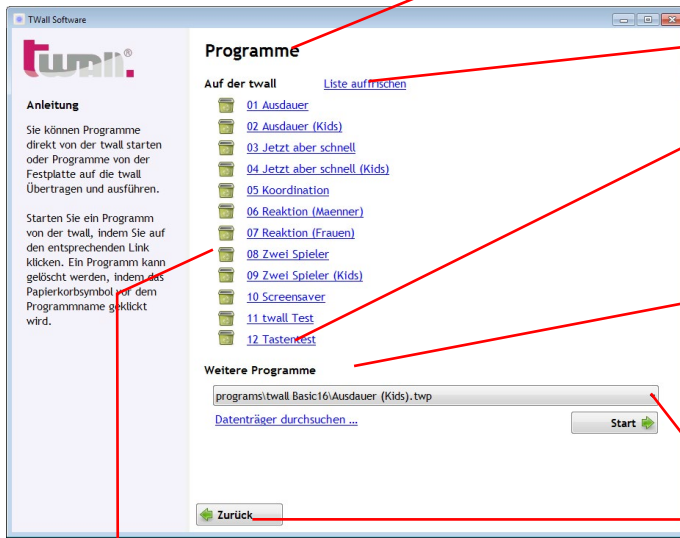 TWall Software
twall®
Programme
Auf der twall Liste auffrischen
01 Ausdauer
02 Ausdauer (Kids)
03 Jetzt aber schnell
04 Jetzt aber schnell (Kids)
05 Koordination
06 Reaktion (Maenner)
07 Reaktion (Frauen)
08 Zwei Spieler
09 Zwei Spieler (Kids)
10 Screensaver
11 twall Test
12 Tastentest
Anleitung
Sie können Programme
direkt von der twall starten
oder Programme von der
Festplatte auf die twall
Übertragen und ausführen.
Starten Sie ein Programm
von der twall, indem Sie auf
den entsprechenden Link
klicken. Ein Programm kann
gelöscht werden, indem das
Papierkorbsymbol vor dem
Programmname geklickt
wird.
Weitere Programme
programs\twall Basic16\Ausdauer (Kids).twp
Datenträger durchsuchen ...
Start
Zurück